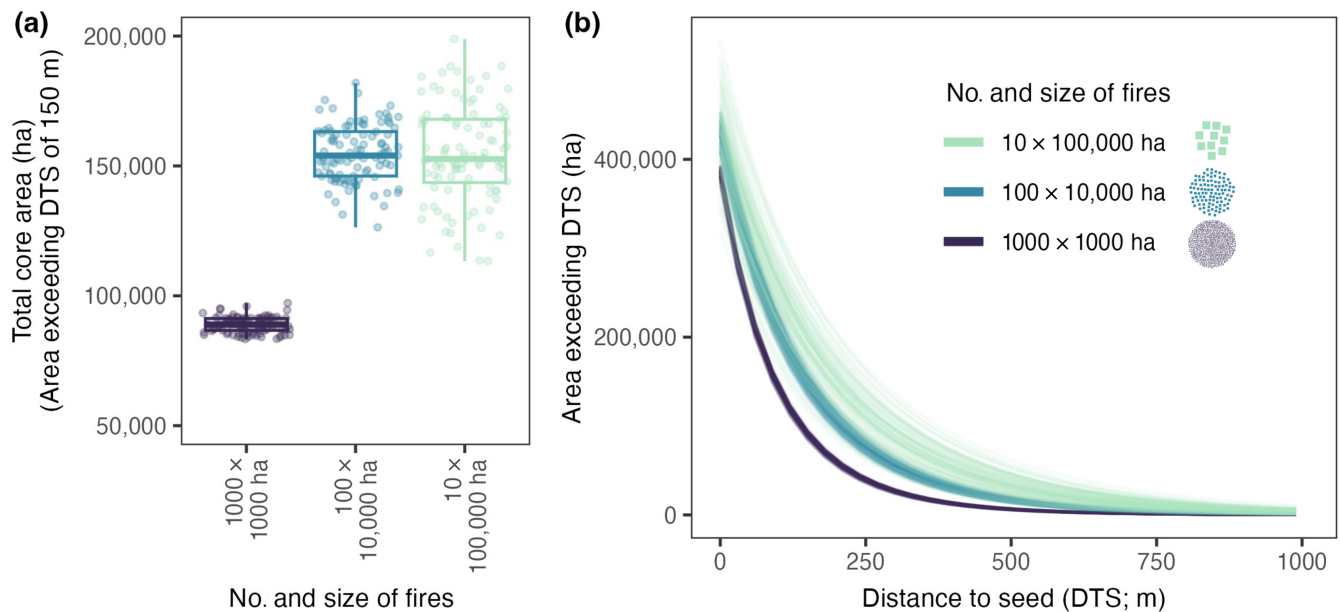 (a)
Total core area (ha)
(Area exceeding DTS of 150 m)
200,000
150,000
100,000
50,000
1000 ×
1000 ha
100 ×
10,000 ha
10 ×
100,000 ha
No. and size of fires
(b)
Area exceeding DTS (ha)
400,000
200,000
0
0
250
500
750
1000
Distance to seed (DTS; m)
No. and size of fires
10 × 100,000 ha
100 × 10,000 ha
1000 × 1000 ha